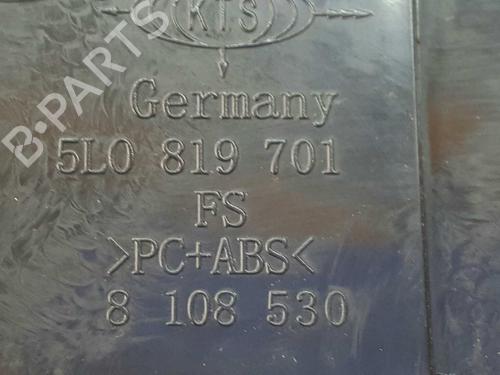 KTS
Germany
5L0 819 701
FS
>PC+ABS<
8 108 530
B-PARTS